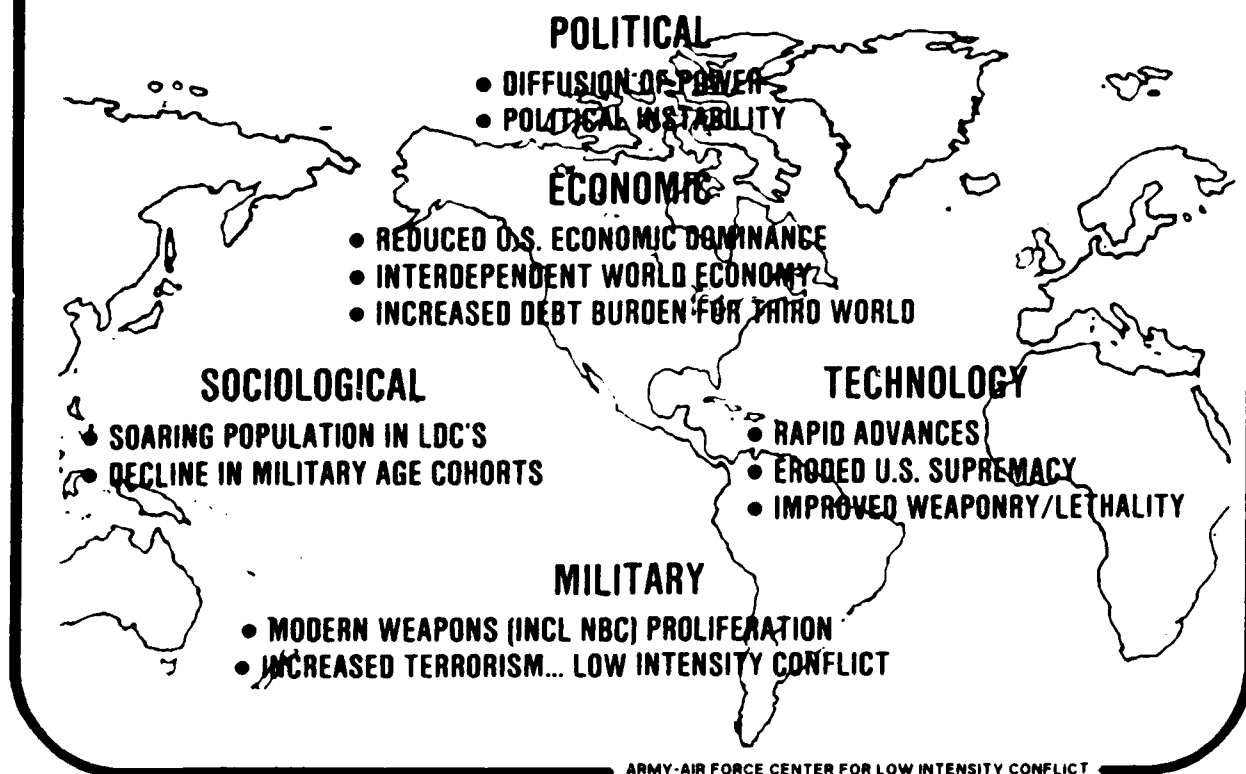 POLITICAL
• DIFFUSION OF POWER
• POLITICAL INSTABILITY
ECONOMIC
• REDUCED U.S. ECONOMIC DOMINANCE
• INTERDEPENDENT WORLD ECONOMY
• INCREASED DEBT BURDEN FOR THIRD WORLD
SOCIOLOGICAL
• SOARING POPULATION IN LDC'S
• DECLINE IN MILITARY AGE COHORTS
TECHNOLOGY
• RAPID ADVANCES
• ERODED U.S. SUPREMACY
• IMPROVED WEAPONRY/LETHALITY
MILITARY
• MODERN WEAPONS (INCL NBC) PROLIFERATION
• INCREASED TERRORISM... LOW INTENSITY CONFLICT
ARMY-AIR FORCE CENTER FOR LOW INTENSITY CONFLICT